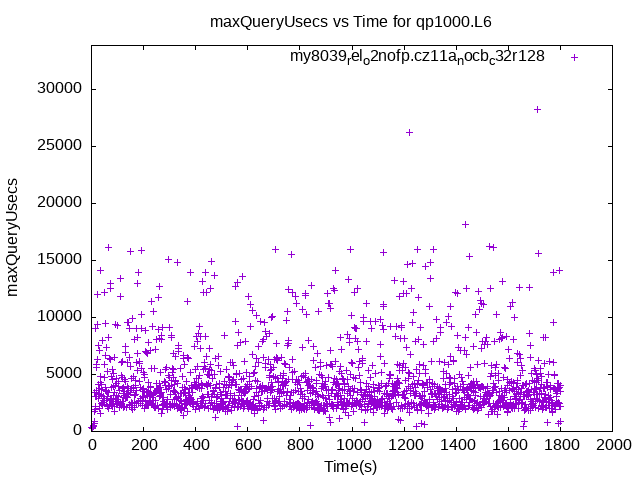 maxQueryUsecs vs Time for qp1000.L6
my8039rel_o2nofp.cz11a_nocb_c32r128
30000
25000
20000
15000
10000
5000
0
maxQueryUsecs
0 200 400 600 800 1000 1200 1400 1600 1800 2000
Time(s)